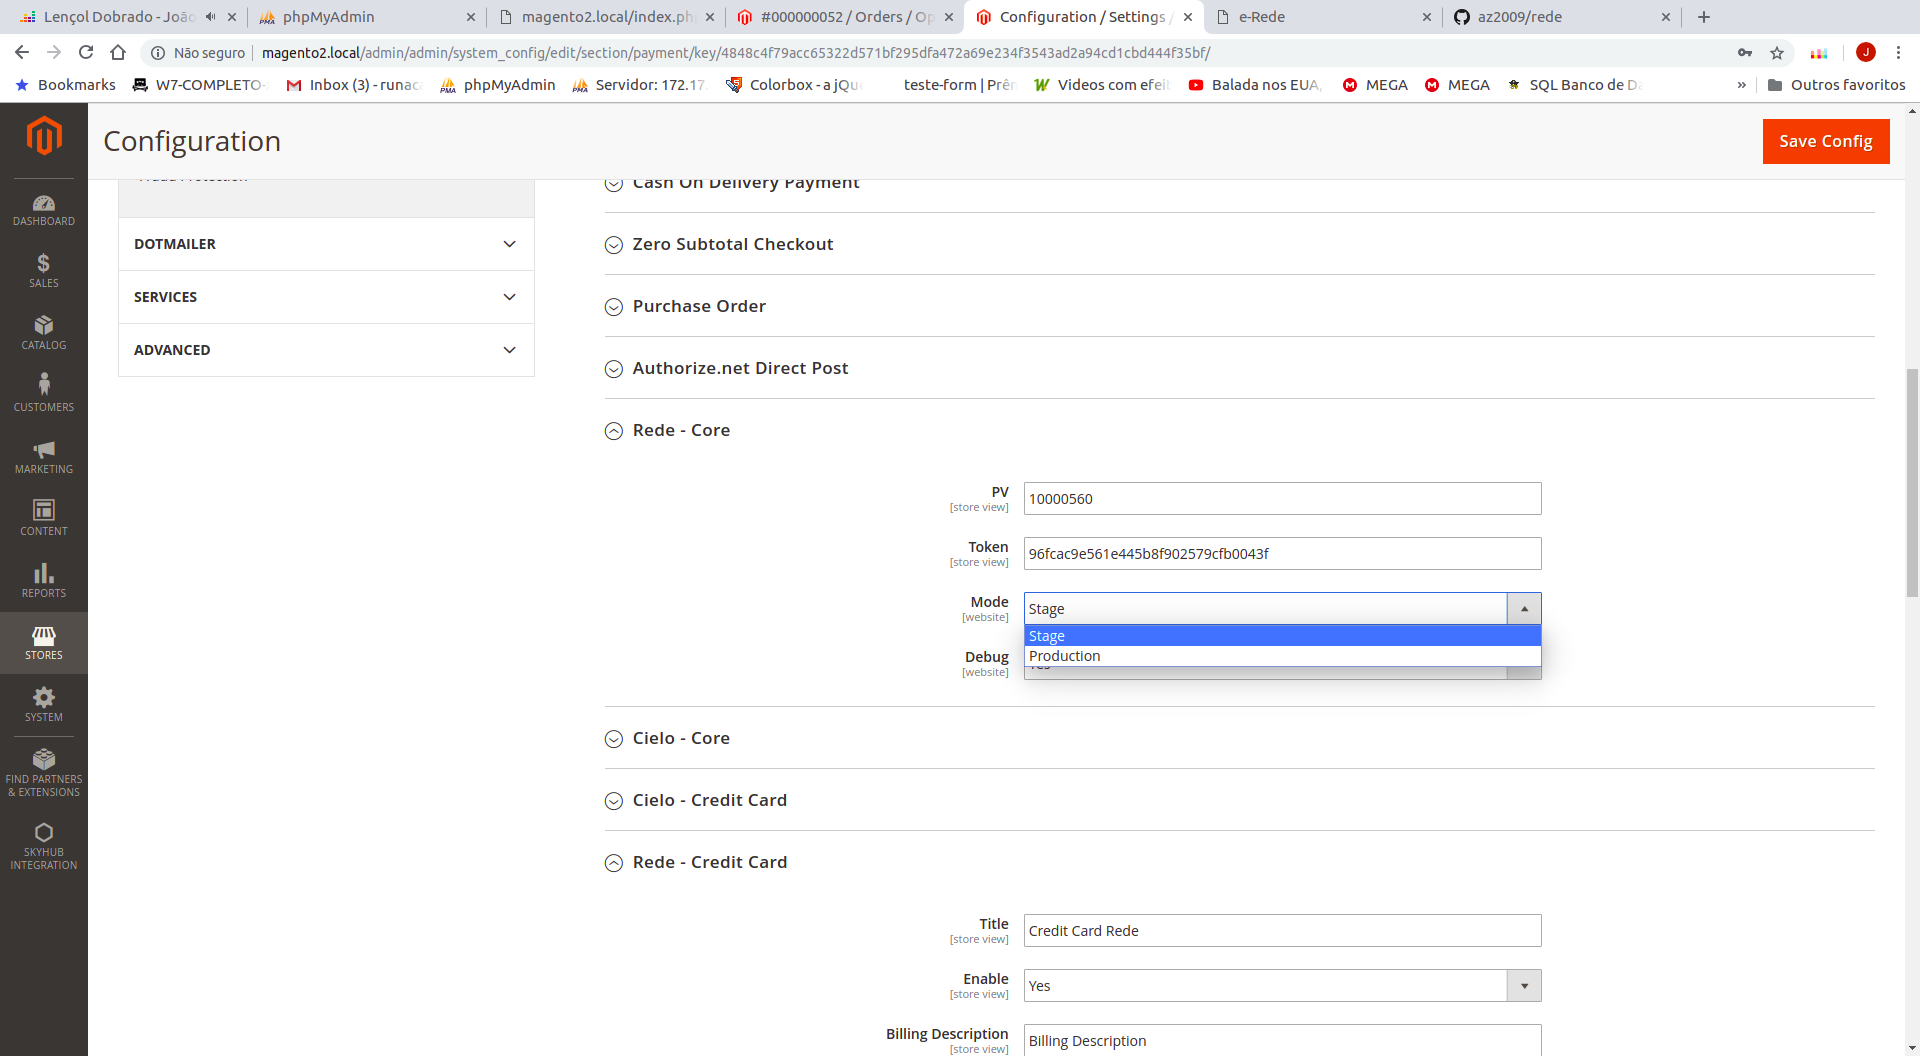 Lençol Dobrado - João
phpMyAdmin
magento2.local/index.ph
#000000052 / Orders / Op
Configuration / Settings /
e-Rede
az2009/rede
Não seguro
magento2.local/admin/admin/system_config/edit/section/payment/key/4848c4f79acc65322d571bf295dfa472a69e234f3543ad2a94cd1cbd444f35bf/
J
Bookmarks
W7-COMPLETO-
Inbox (3) - runac
phpMyAdmin
Servidor: 172.17.
Colorbox - a jQue
teste-form | Prên
Videos com efeit
Balada nos EUA,
MEGA
MEGA
SQL Banco de Da
»
Outros favoritos
Configuration
Save Config
Fraud Protection
DOTMAILER
SERVICES
ADVANCED
DASHBOARD
SALES
CATALOG
CUSTOMERS
MARKETING
CONTENT
REPORTS
STORES
SYSTEM
FIND PARTNERS
& EXTENSIONS
SKYHUB
INTEGRATION
Cash On Delivery Payment
Zero Subtotal Checkout
Purchase Order
Authorize.net Direct Post
Rede - Core
PV
[store view]
10000560
Token
[store view]
96fcac9e561e445b8f902579cfb0043f
Mode
[website]
Stage
Stage
Production
Debug
[website]
Yes
Cielo - Core
Cielo - Credit Card
Rede - Credit Card
Title
[store view]
Credit Card Rede
Enable
[store view]
Yes
Billing Description
[store view]
Billing Description